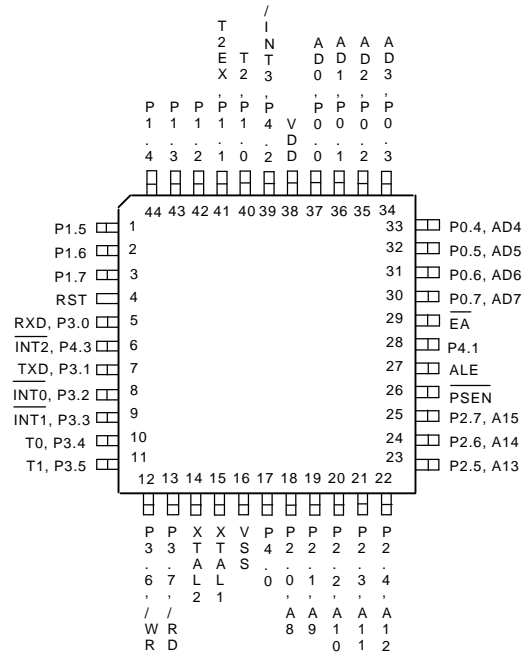 T2EX, P1.1
T2, P1.0
/INT3, P4.2
AD0, P0.0
AD1, P0.1
AD2, P0.2
AD3, P0.3
P1.4
P1.3
P1.2
VDD
44 43 42 41 40 39 38 37 36 35 34
P1.5 1
P1.6 2
P1.7 3
RST 4
RXD, P3.0 5
INT2, P4.3 6
TXD, P3.1 7
INT0, P3.2 8
INT1, P3.3 9
T0, P3.4 10
T1, P3.5 11
33 P0.4, AD4
32 P0.5, AD5
31 P0.6, AD6
30 P0.7, AD7
29 EA
28 P4.1
27 ALE
26 PSEN
25 P2.7, A15
24 P2.6, A14
23 P2.5, A13
12 13 14 15 16 17 18 19 20 21 22
P3.6, /WR
P3.7, /RD
XTAL2
XTAL1
VSS
P4.0
P2.0, A8
P2.1, A9
P2.2, A10
P2.3, A11
P2.4, A12